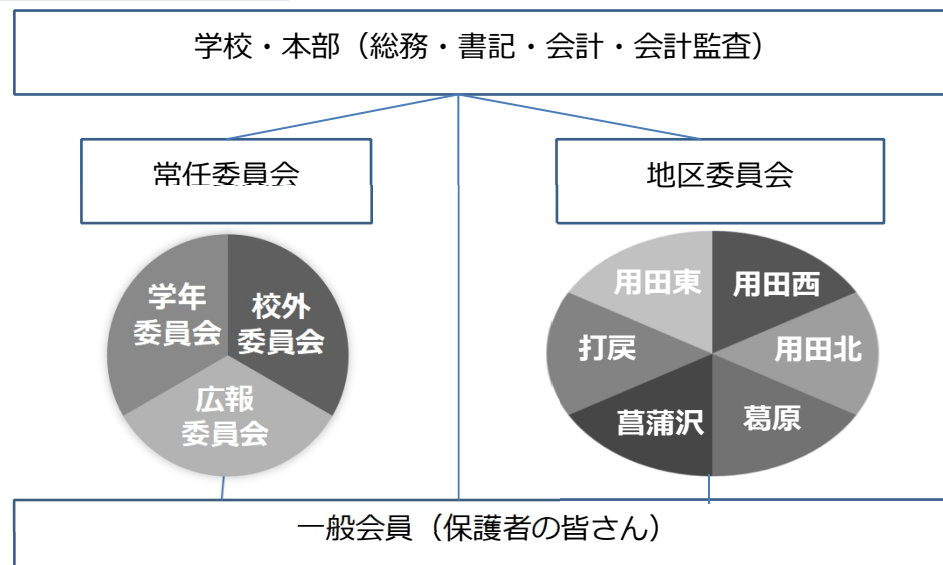 学校・本部（総務・書記・会計・会計監査）
常任委員会
地区委員会
学年
委員会
校外
委員会
広報
委員会
用田東
用田西
打戻
用田北
菖蒲沢
葛原
一般会員（保護者の皆さん）